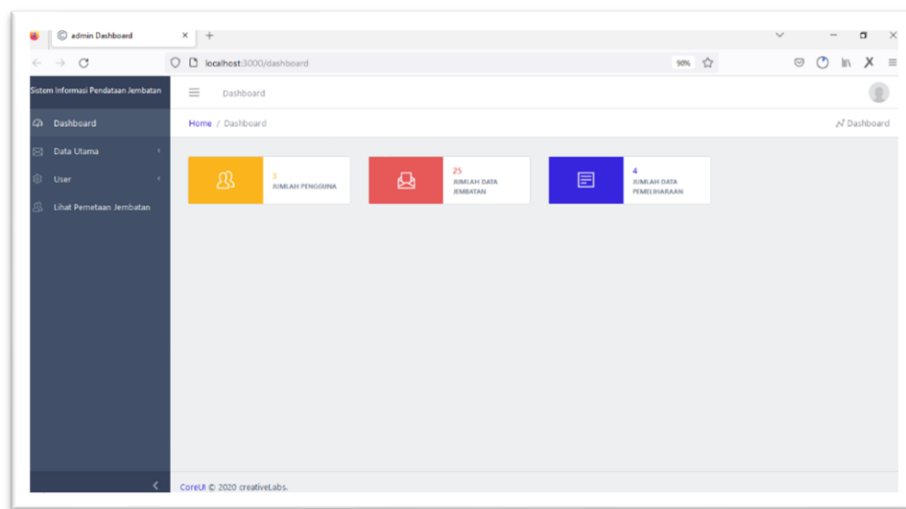 admin Dashboard
localhost:3000/dashboard
90%
Sistem Informasi Pendataan Jembatan
Dashboard
Dashboard
Home / Dashboard
Dashboard
Data Utama
User
Lihat Pemetaan Jembatan
3
JUMLAH PENGGUNA
25
JUMLAH DATA
JEMBATAN
4
JUMLAH DATA
PEMELIHARAAN
CoreUI © 2020 creativeLabs.